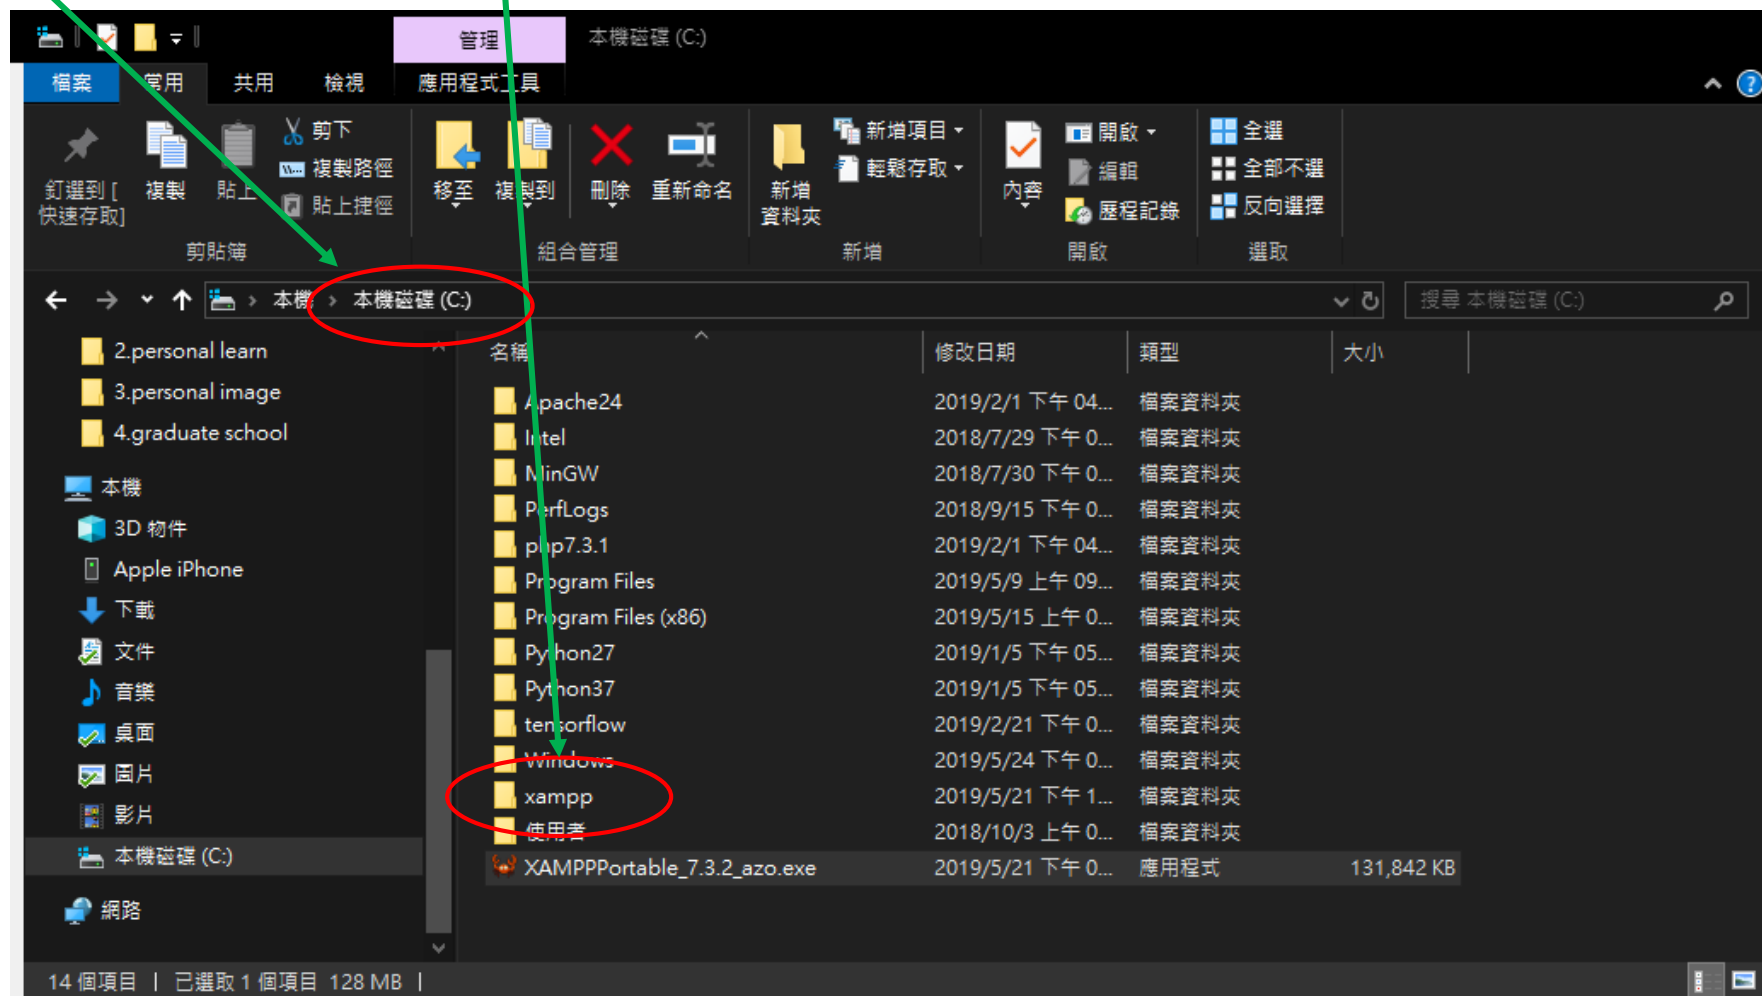 管理 本機磁碟 (C:)
檔案 常用 共用 檢視 應用程式工具
釘選到 [快速存取]
複製
貼上
剪下
複製路徑
貼上捷徑
剪貼簿
移至
複製到
刪除
重新命名
組合管理
新增
資料夾
新增項目
輕鬆存取
新增
內容
開啟
編輯
歷程記錄
開啟
全選
全部不選
反向選擇
選取
本機 › 本機磁碟 (C:)
搜尋 本機磁碟 (C:)
2.personal learn
3.personal image
4.graduate school
本機
3D 物件
Apple iPhone
下載
文件
音樂
桌面
圖片
影片
本機磁碟 (C:)
網路
名稱 修改日期 類型 大小
Apache24 2019/2/1 下午 04... 檔案資料夾
Intel 2018/7/29 下午 0... 檔案資料夾
MinGW 2018/7/30 下午 0... 檔案資料夾
PerfLogs 2018/9/15 下午 0... 檔案資料夾
php7.3.1 2019/2/1 下午 04... 檔案資料夾
Program Files 2019/5/9 上午 09... 檔案資料夾
Program Files (x86) 2019/5/15 上午 0... 檔案資料夾
Python27 2019/1/5 下午 05... 檔案資料夾
Python37 2019/1/5 下午 05... 檔案資料夾
tensorflow 2019/2/21 下午 0... 檔案資料夾
Windows 2019/5/24 下午 0... 檔案資料夾
xampp 2019/5/21 下午 1... 檔案資料夾
使用者 2018/10/3 上午 0... 檔案資料夾
XAMPPPortable_7.3.2_azo.exe 2019/5/21 下午 0... 應用程式 131,842 KB
14 個項目 | 已選取 1 個項目 128 MB |